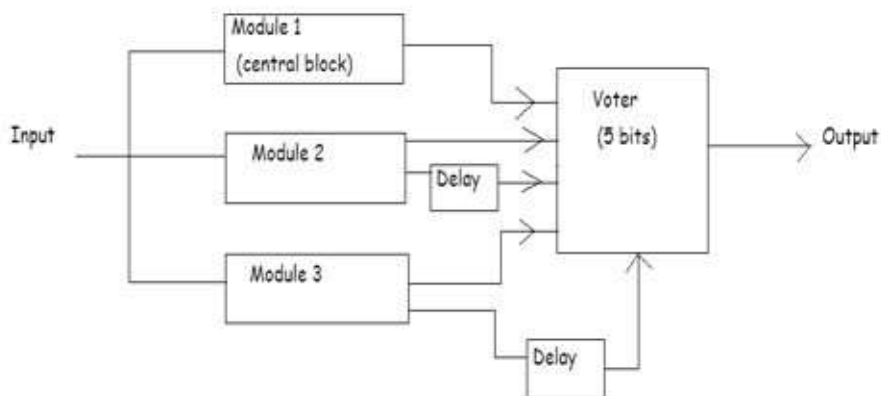 Module 1
(central block)
Input
Module 2
Delay
Voter
(5 bits)
Output
Module 3
Delay